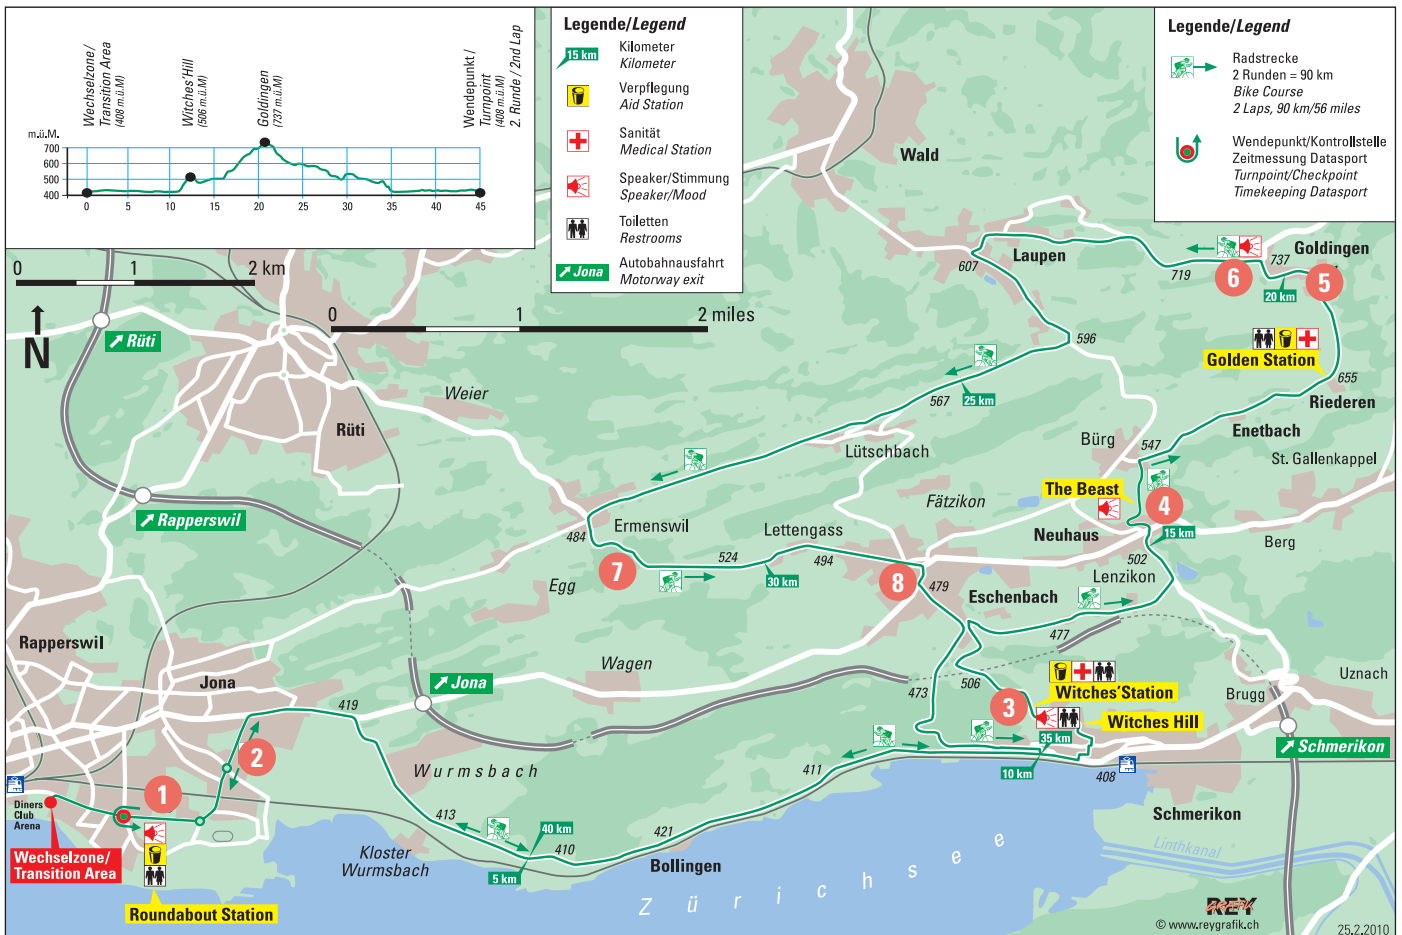 Wechselzone/
Transition Area
(408 m.ü.M)
Witches'Hill
(506 m.ü.M)
Goldingen
(737 m.ü.M)
Wendepunkt /
Turnpoint
(408 m.ü.M)
2. Runde / 2nd Lap
m.ü.M.
700
600
500
400
0 5 10 15 20 25 30 35 40 45
Legende/Legend
15 km
Kilometer
Kilometer
Verpflegung
Aid Station
Sanität
Medical Station
Speaker/Stimmung
Speaker/Mood
Toiletten
Restrooms
Jona
Autobahnausfahrt
Motorway exit
Legende/Legend
Radstrecke
2 Runden = 90 km
Bike Course
2 Laps, 90 km/56 miles
Wendepunkt/Kontrollstelle
Zeitmessung Datasport
Turnpoint/Checkpoint
Timekeeping Datasport
0 1 2 km
0 1 2 miles
N
Wald
Laupen
607
719
6
737
Goldingen
5
20 km
Rüti
596
Golden Station
655
Riederen
Weier
567
25 km
Rüti
Enetbach
Lütschbach
Bürg
547
St. Gallenkappel
The Beast
Fätzikon
4
Rapperswil
Ermenswil
Lettengass
484
Neuhaus
15 km
Berg
524
494
502
7
30 km
8
479
Lenzikon
Egg
Eschenbach
477
Rapperswil
Wagen
Jona
Jona
473
506
Witches'Station
Uznach
Brugg
419
3
Witches Hill
35 km
Schmerikon
2
10 km
408
Wurmsbach
411
Diners
Club
Arena
1
413
40 km
421
Schmerikon
Wechselzone/
Transition Area
Kloster
Wurmsbach
5 km
410
Bollingen
Linthkanal
Roundabout Station
Zürichsee
REY
GRAFIK
© www.reygrafik.ch
25.2.2010